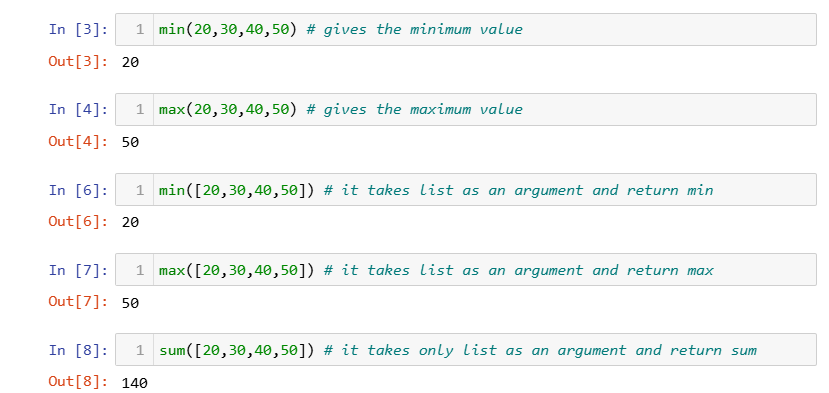 In [3]: 1 min(20,30,40,50) # gives the minimum value
Out[3]: 20
In [4]: 1 max(20,30,40,50) # gives the maximum value
Out[4]: 50
In [6]: 1 min([20,30,40,50]) # it takes list as an argument and return min
Out[6]: 20
In [7]: 1 max([20,30,40,50]) # it takes list as an argument and return max
Out[7]: 50
In [8]: 1 sum([20,30,40,50]) # it takes only list as an argument and return sum
Out[8]: 140